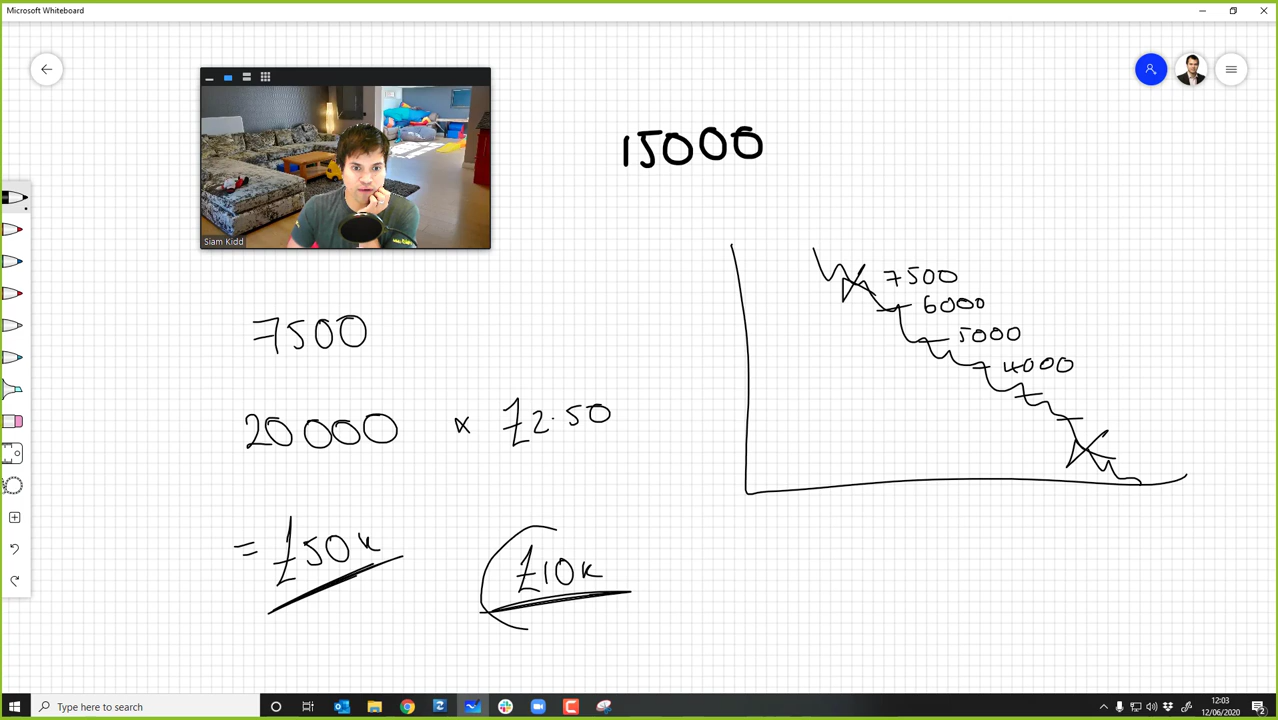 Microsoft Whiteboard
15000
Siam Kidd
7500
6000
5000
4000
7500
20000 x £2.50
= £50k
£10k
Type here to search
12:03
12/06/2020
2